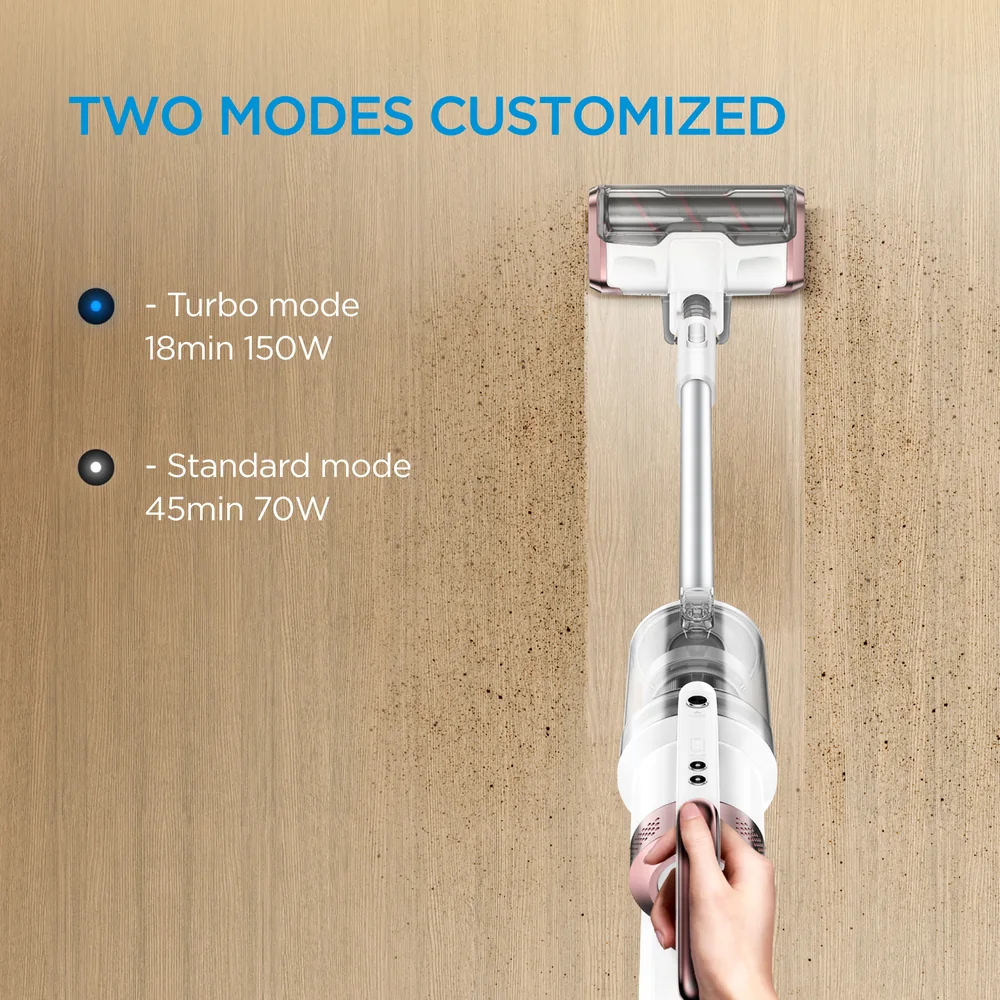 TWO MODES CUSTOMIZED
- Turbo mode
18min 150W
- Standard mode
45min 70W